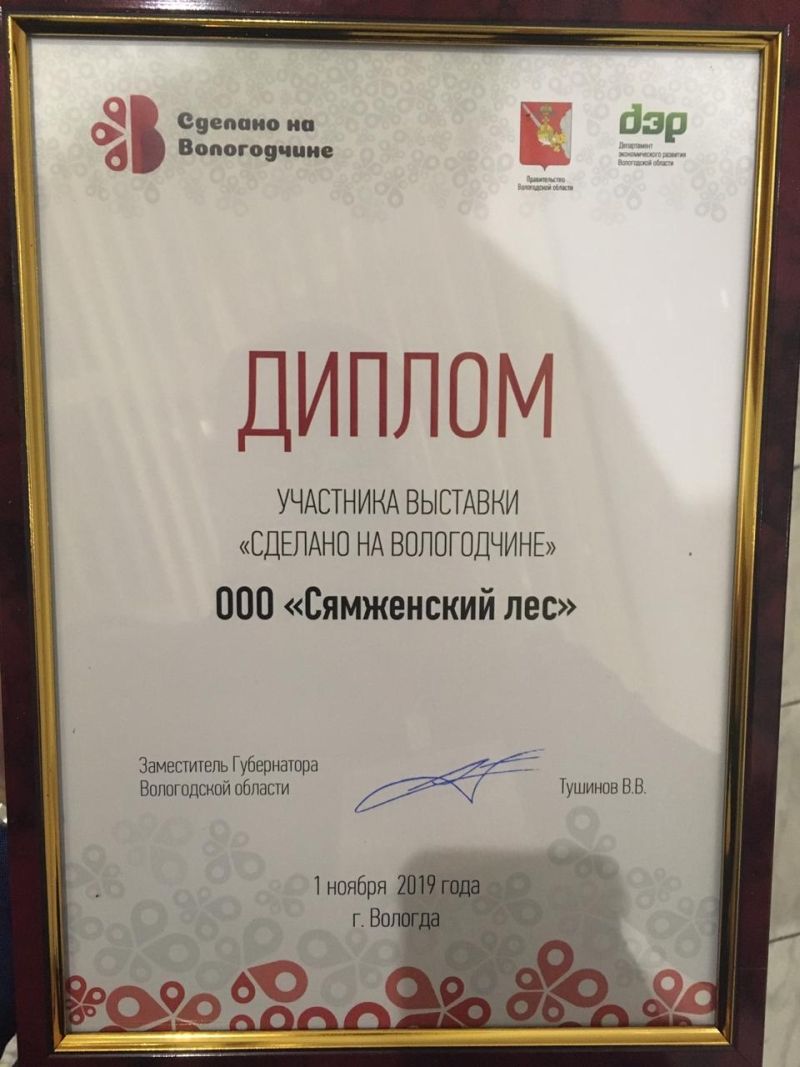 Сделано на
Вологодчине
Правительство
Вологодской области
дэр
Департамент
экономического развития
Вологодской области
ДИПЛОМ
УЧАСТНИКА ВЫСТАВКИ
«СДЕЛАНО НА ВОЛОГОДЧИНЕ»
ООО «Сямженский лес»
Заместитель Губернатора
Вологодской области
Тушинов В.В.
1 ноября 2019 года
г. Вологда